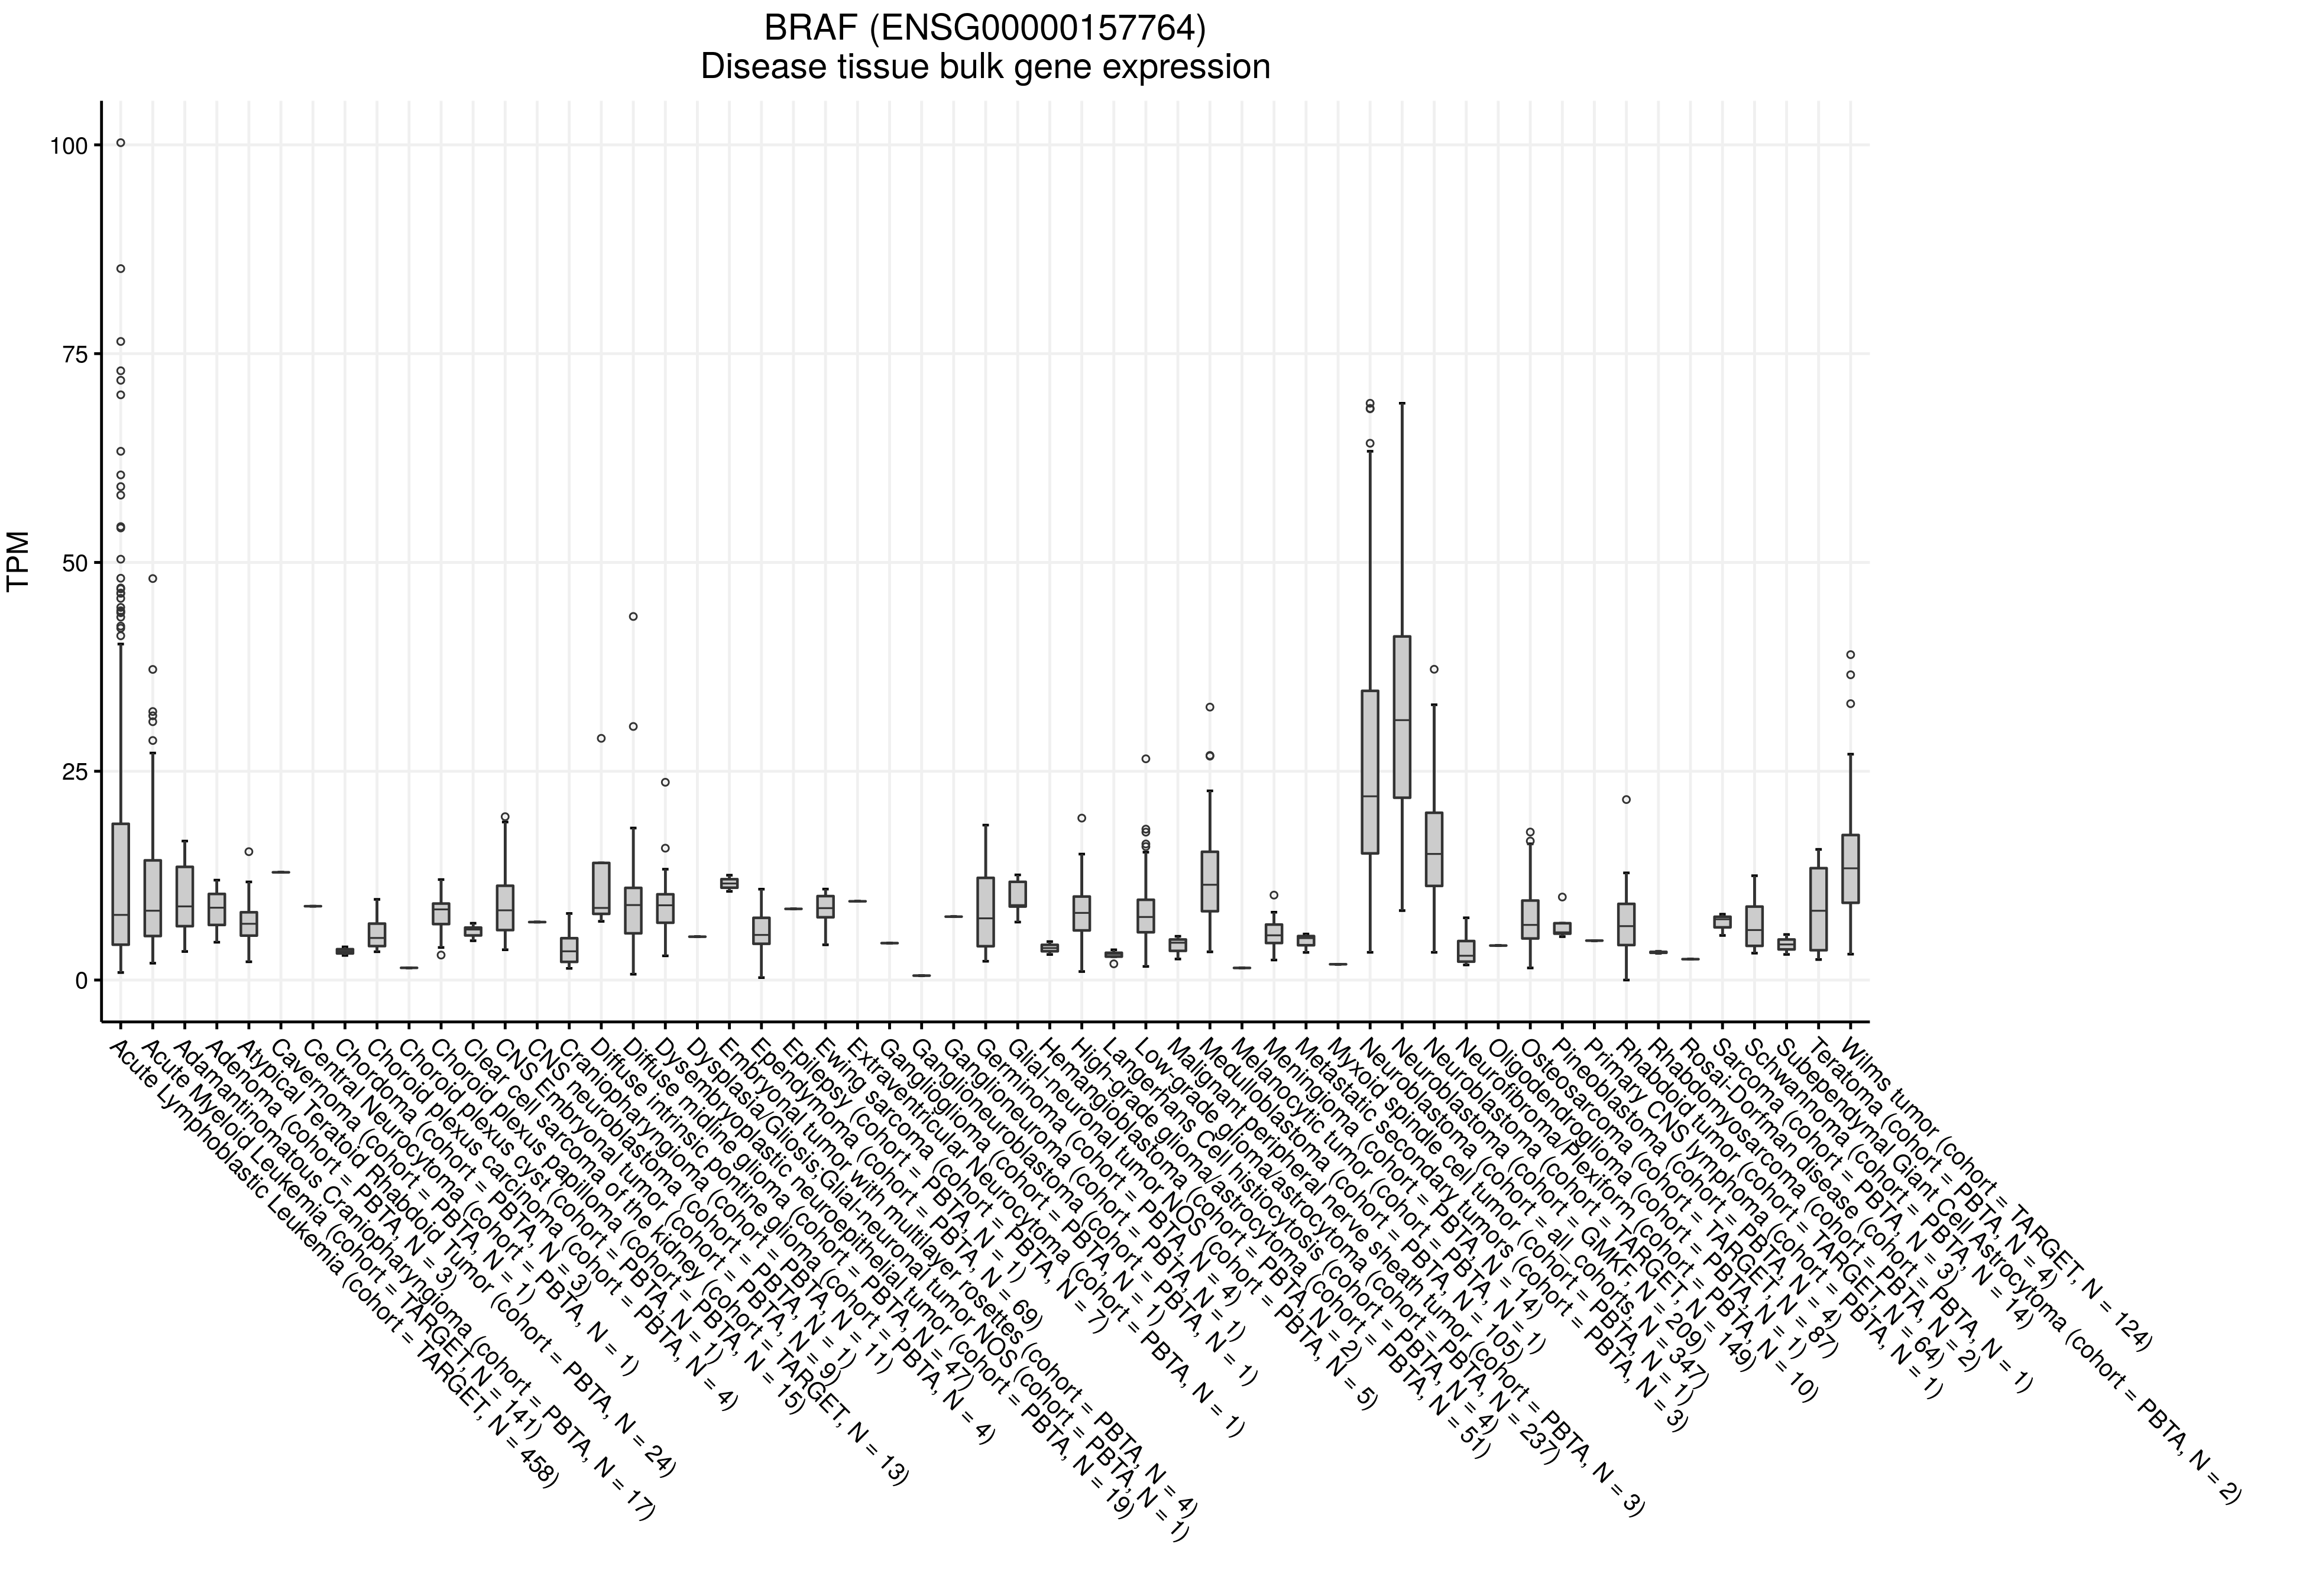 BRAF (ENSG00000157764)
Disease tissue bulk gene expression
TPM
100
75
50
25
0
Acute Lymphoblastic Leukemia (cohort = TARGET, N = 458)
Acute Myeloid Leukemia (cohort = TARGET, N = 141)
Adamantinomatous Craniopharyngioma (cohort = PBTA, N = 17)
Adenoma (cohort = PBTA, N = 3)
Atypical Teratoid Rhabdoid Tumor (cohort = PBTA, N = 24)
Cavernoma (cohort = PBTA, N = 1)
Central Neurocytoma (cohort = PBTA, N = 1)
Chordoma (cohort = PBTA, N = 3)
Choroid plexus carcinoma (cohort = PBTA, N = 4)
Choroid plexus cyst (cohort = PBTA, N = 1)
Choroid plexus papilloma (cohort = PBTA, N = 15)
Clear cell sarcoma of the kidney (cohort = TARGET, N = 13)
CNS Embryonal tumor (cohort = PBTA, N = 9)
CNS neuroblastoma (cohort = PBTA, N = 1)
Craniopharyngioma (cohort = PBTA, N = 11)
Diffuse intrinsic pontine glioma (cohort = PBTA, N = 4)
Diffuse midline glioma (cohort = PBTA, N = 47)
Dysembryoplastic neuroepithelial tumor (cohort = PBTA, N = 19)
Dysplasia/Gliosis;Glial-neuronal tumor NOS (cohort = PBTA, N = 1)
Embryonal tumor with multilayer rosettes (cohort = PBTA, N = 4)
Ependymoma (cohort = PBTA, N = 69)
Epilepsy (cohort = PBTA, N = 1)
Ewing sarcoma (cohort = PBTA, N = 7)
Extraventricular Neurocytoma (cohort = PBTA, N = 1)
Ganglioglioma (cohort = PBTA, N = 1)
Ganglioneuroblastoma (cohort = PBTA, N = 1)
Ganglioneuroma (cohort = PBTA, N = 1)
Germinoma (cohort = PBTA, N = 4)
Glial-neuronal tumor NOS (cohort = PBTA, N = 5)
Hemangioblastoma (cohort = PBTA, N = 2)
High-grade glioma/astrocytoma (cohort = PBTA, N = 51)
Langerhans Cell histiocytosis (cohort = PBTA, N = 4)
Low-grade glioma/astrocytoma (cohort = PBTA, N = 237)
Malignant peripheral nerve sheath tumor (cohort = PBTA, N = 3)
Medulloblastoma (cohort = PBTA, N = 105)
Melanocytic tumor (cohort = PBTA, N = 1)
Meningioma (cohort = PBTA, N = 14)
Metastatic secondary tumors (cohort = PBTA, N = 3)
Myxoid spindle cell tumor (cohort = PBTA, N = 1)
Neuroblastoma (cohort = all_cohorts, N = 347)
Neuroblastoma (cohort = GMKF, N = 209)
Neuroblastoma (cohort = TARGET, N = 149)
Neurofibroma/Plexiform (cohort = PBTA, N = 10)
Oligodendroglioma (cohort = PBTA, N = 1)
Osteosarcoma (cohort = TARGET, N = 87)
Pineoblastoma (cohort = PBTA, N = 4)
Primary CNS lymphoma (cohort = PBTA, N = 1)
Rhabdoid tumor (cohort = TARGET, N = 64)
Rhabdomyosarcoma (cohort = PBTA, N = 2)
Rosai-Dorfman disease (cohort = PBTA, N = 1)
Sarcoma (cohort = PBTA, N = 3)
Schwannoma (cohort = PBTA, N = 14)
Subependymal Giant Cell Astrocytoma (cohort = PBTA, N = 2)
Teratoma (cohort = PBTA, N = 4)
Wilms tumor (cohort = TARGET, N = 124)